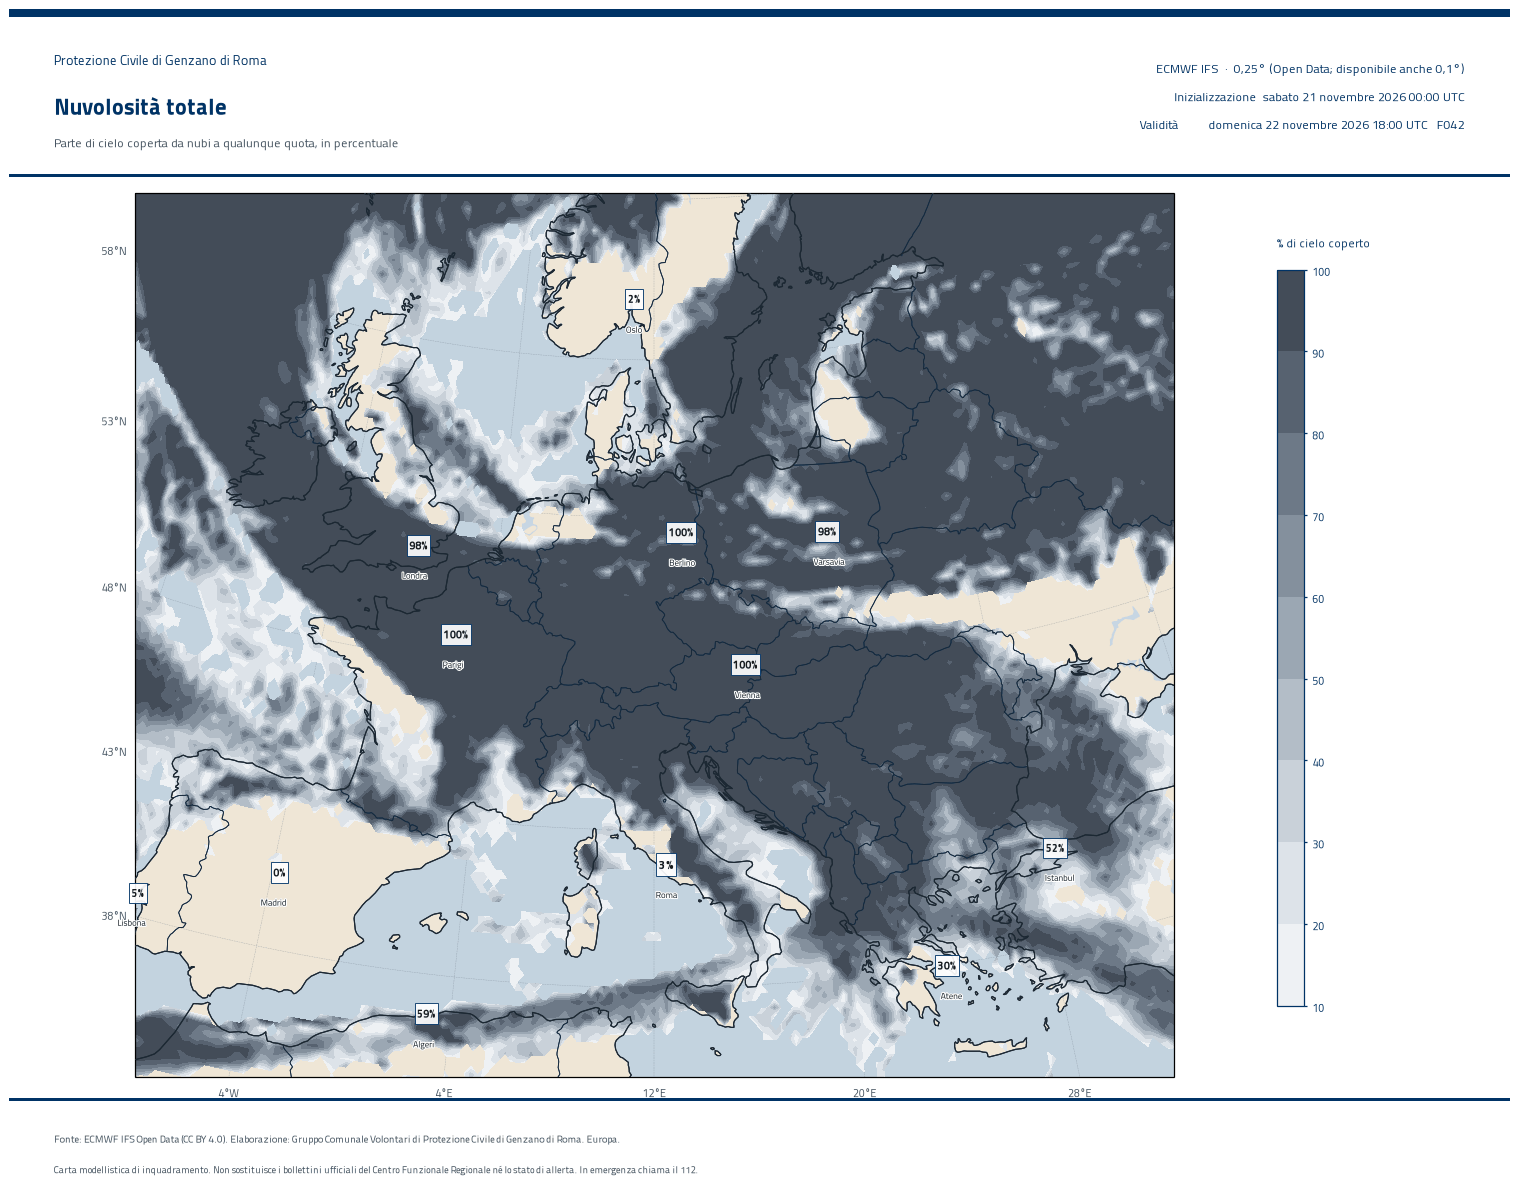 Protezione Civile di Genzano di Roma
Nuvolosità totale
Parte di cielo coperta da nubi a qualunque quota, in percentuale
ECMWF IFS · 0,25° (Open Data; disponibile anche 0,1°)
Inizializzazione sabato 21 novembre 2026 00:00 UTC
Validità domenica 22 novembre 2026 18:00 UTC F042
58°N
53°N
48°N
43°N
38°N
2%
Oslo
98%
Londra
100%
Berlino
98%
Varsavia
100%
Parigi
100%
Vienna
5%
Lisbona
0%
Madrid
3%
Roma
52%
Istanbul
30%
Atene
59%
Algeri
4°W
4°E
12°E
20°E
28°E
% di cielo coperto
100
90
80
70
60
50
40
30
20
10
Fonte: ECMWF IFS Open Data (CC BY 4.0). Elaborazione: Gruppo Comunale Volontari di Protezione Civile di Genzano di Roma. Europa.
Carta modellistica di inquadramento. Non sostituisce i bollettini ufficiali del Centro Funzionale Regionale né lo stato di allerta. In emergenza chiama il 112.